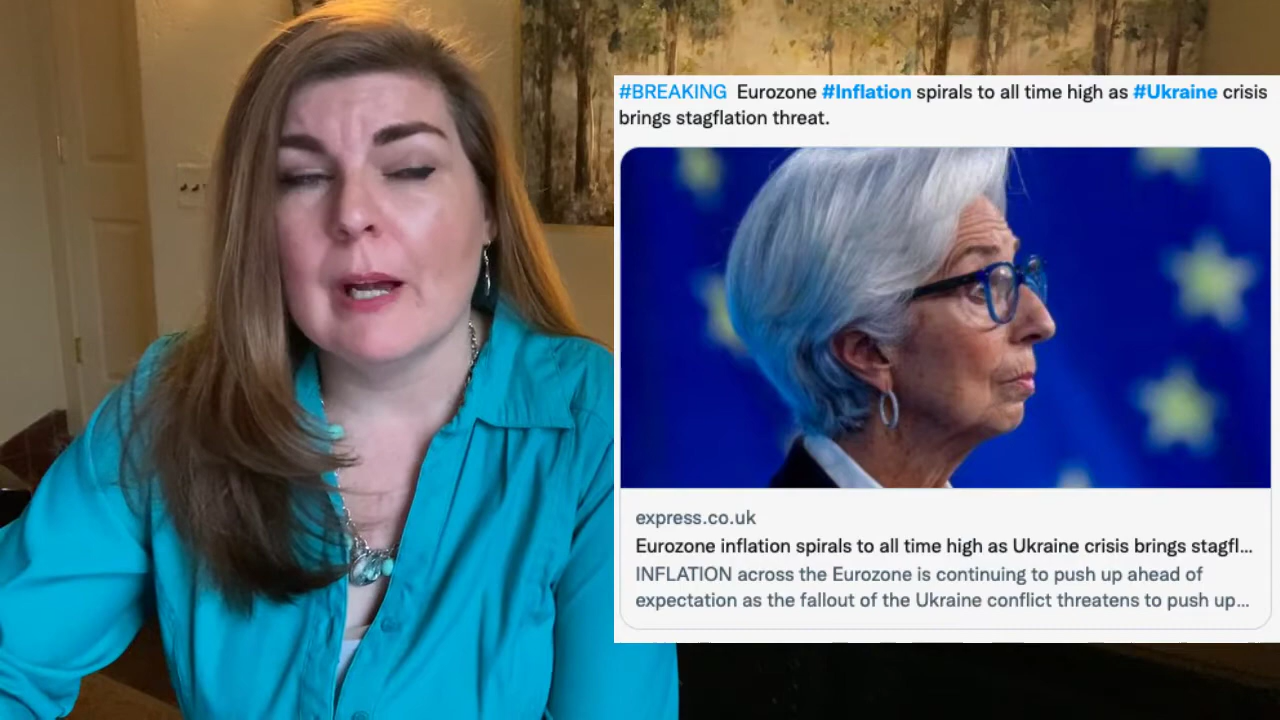 #BREAKING Eurozone #Inflation spirals to all time high as #Ukraine crisis
brings stagflation threat.
express.co.uk
Eurozone inflation spirals to all time high as Ukraine crisis brings stagfl...
INFLATION across the Eurozone is continuing to push up ahead of
expectation as the fallout of the Ukraine conflict threatens to push up...